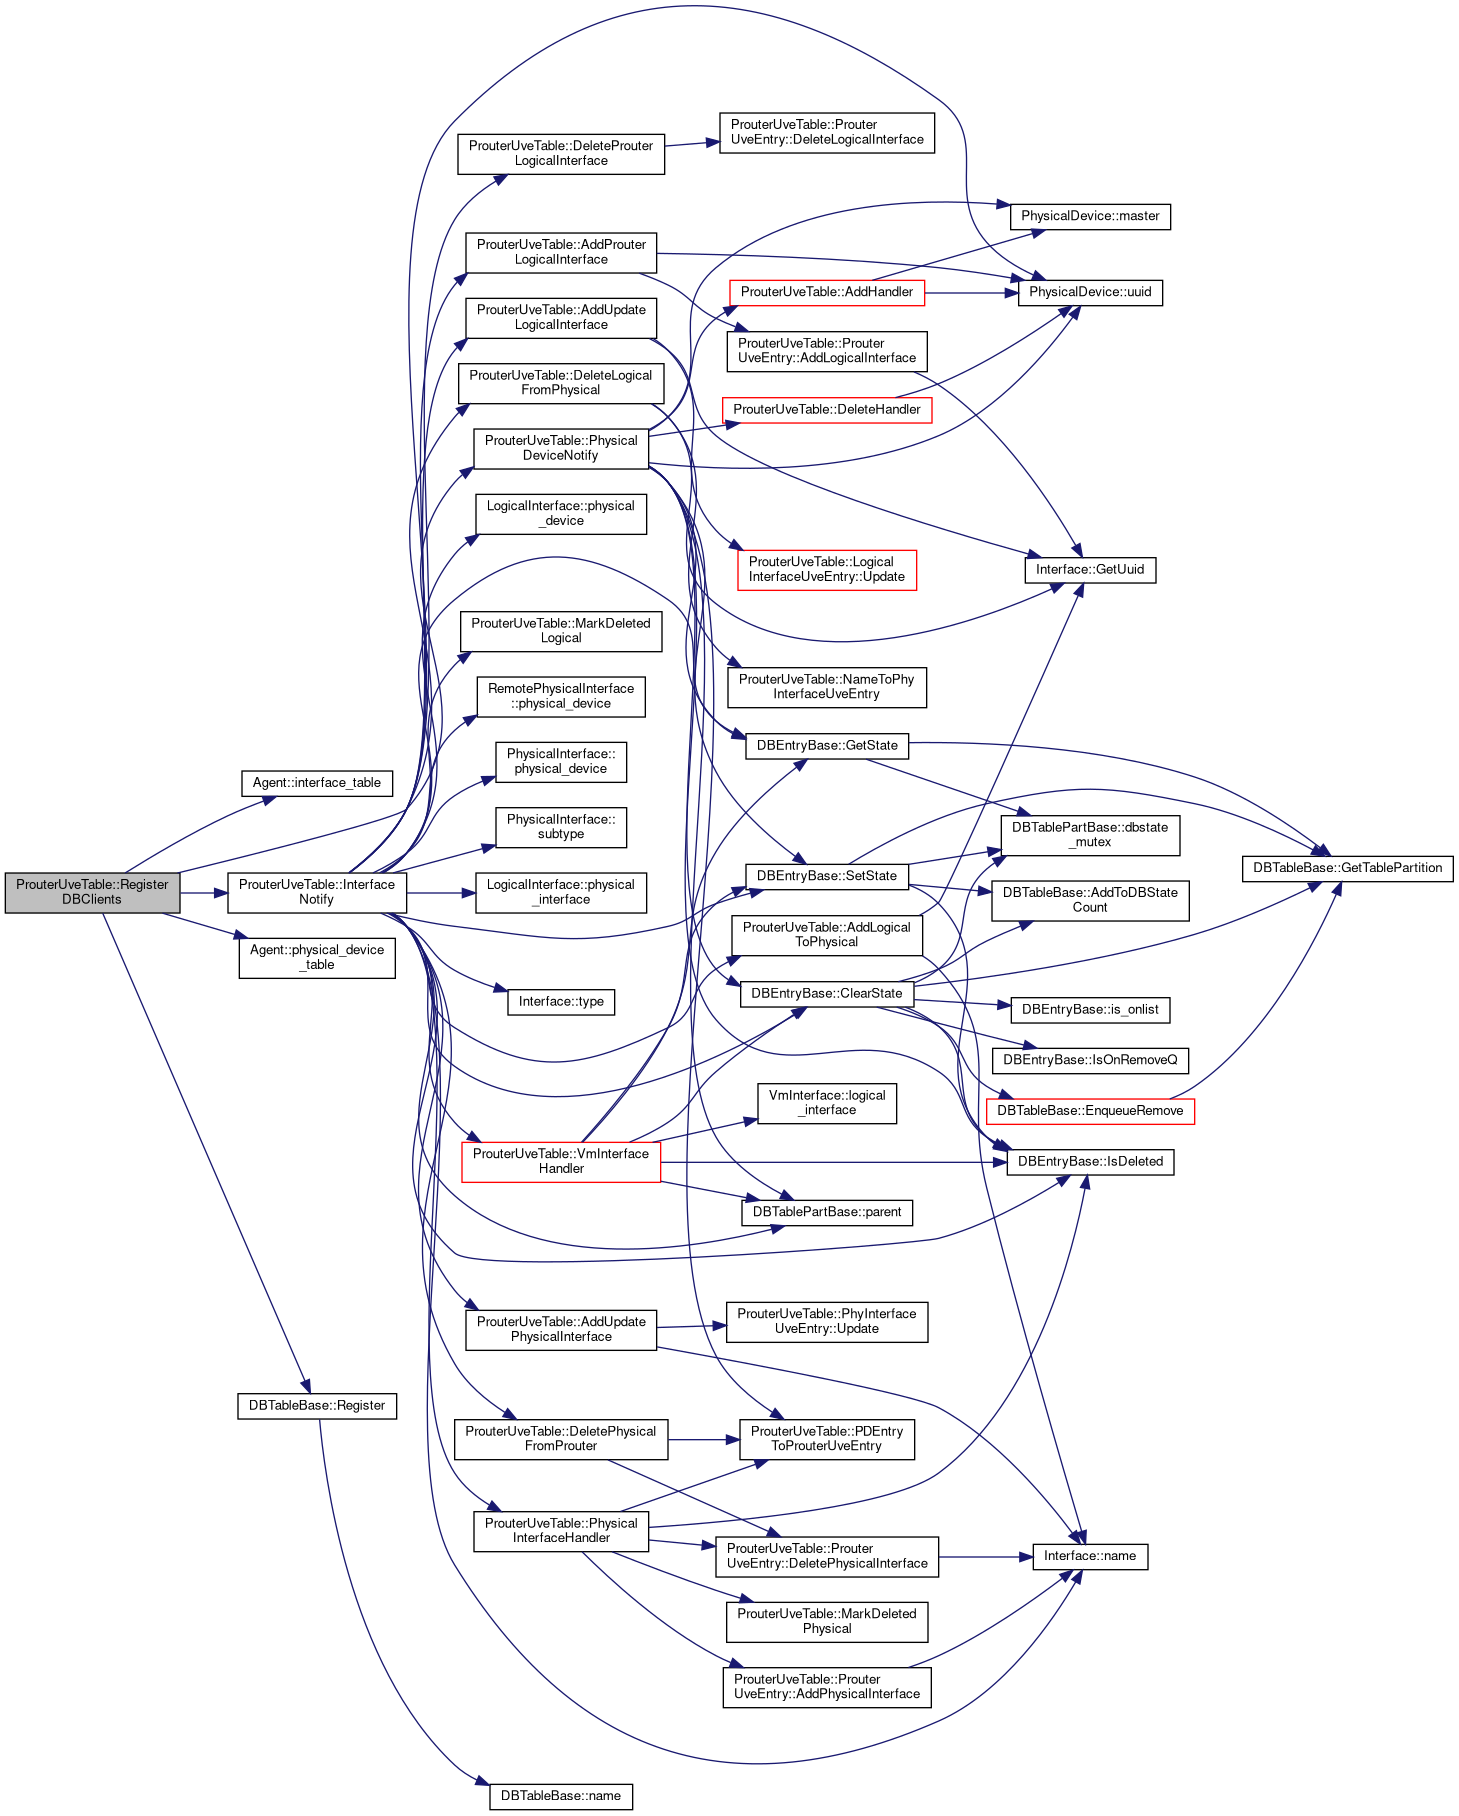 ProuterUveTable::Register
DBClients
Agent::interface_table
ProuterUveTable::Interface
Notify
Agent::physical_device
_table
DBTableBase::Register
ProuterUveTable::DeleteProuter
LogicalInterface
ProuterUveTable::AddProuter
LogicalInterface
ProuterUveTable::AddUpdate
LogicalInterface
ProuterUveTable::DeleteLogical
FromPhysical
ProuterUveTable::Physical
DeviceNotify
LogicalInterface::physical
_device
ProuterUveTable::MarkDeleted
Logical
RemotePhysicalInterface
::physical_device
PhysicalInterface::
physical_device
PhysicalInterface::
subtype
LogicalInterface::physical
_interface
Interface::type
ProuterUveTable::VmInterface
Handler
ProuterUveTable::AddUpdate
PhysicalInterface
ProuterUveTable::DeletePhysical
FromProuter
ProuterUveTable::Physical
InterfaceHandler
DBTableBase::name
ProuterUveTable::Prouter
UveEntry::DeleteLogicalInterface
ProuterUveTable::AddHandler
ProuterUveTable::Prouter
UveEntry::AddLogicalInterface
ProuterUveTable::DeleteHandler
ProuterUveTable::Logical
InterfaceUveEntry::Update
ProuterUveTable::NameToPhy
InterfaceUveEntry
DBEntryBase::GetState
DBEntryBase::SetState
ProuterUveTable::AddLogical
ToPhysical
DBEntryBase::ClearState
VmInterface::logical
_interface
DBTablePartBase::parent
ProuterUveTable::PhyInterface
UveEntry::Update
ProuterUveTable::PDEntry
ToProuterUveEntry
ProuterUveTable::Prouter
UveEntry::DeletePhysicalInterface
ProuterUveTable::MarkDeleted
Physical
ProuterUveTable::Prouter
UveEntry::AddPhysicalInterface
PhysicalDevice::master
PhysicalDevice::uuid
Interface::GetUuid
DBTablePartBase::dbstate
_mutex
DBTableBase::AddToDBState
Count
DBEntryBase::is_onlist
DBEntryBase::IsOnRemoveQ
DBTableBase::EnqueueRemove
DBEntryBase::IsDeleted
Interface::name
DBTableBase::GetTablePartition